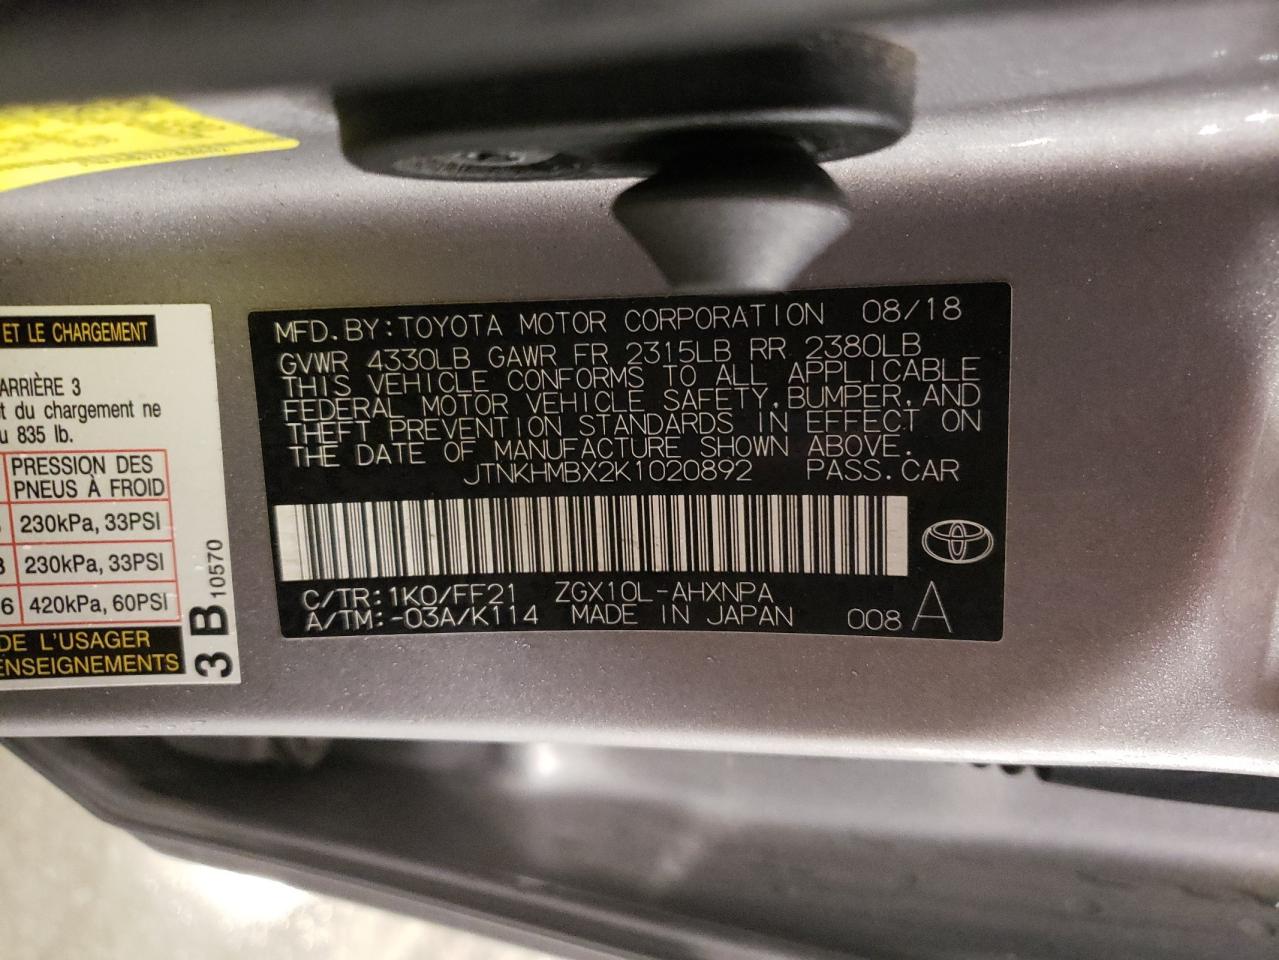 ET LE CHARGEMENT
ARRIÈRE 3
du chargement ne
835 lb.
PRESSION DES
PNEUS À FROID
230kPa, 33PSI
230kPa, 33PSI
420kPa, 60PSI
DE L'USAGER
3 B 10570
MFD. BY: TOYOTA MOTOR CORPORATION 08/18
GVWR 4330LB GAWR FR 2315LB RR 2380LB
THIS VEHICLE CONFORMS TO ALL APPLICABLE
FEDERAL MOTOR VEHICLE SAFETY, BUMPER, AND
THEFT PREVENTION STANDARDS IN EFFECT ON
THE DATE OF MANUFACTURE SHOWN ABOVE.
JTNKHMBX2K1020892 PASS. CAR
C/TR: 1K0/FF21 ZGX10L-AHXNPA
A/TM: -03A/K114 MADE IN JAPAN 008 A